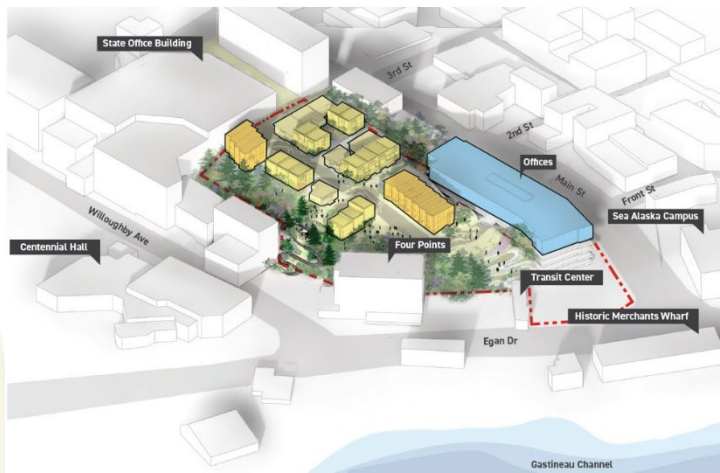 State Office Building
3rd St
2nd St
Offices
Main St
Front St
Sea Alaska Campus
Willoughby Ave
Centennial Hall
Four Points
Transit Center
Historic Merchants Wharf
Egan Dr
Gastineau Channel